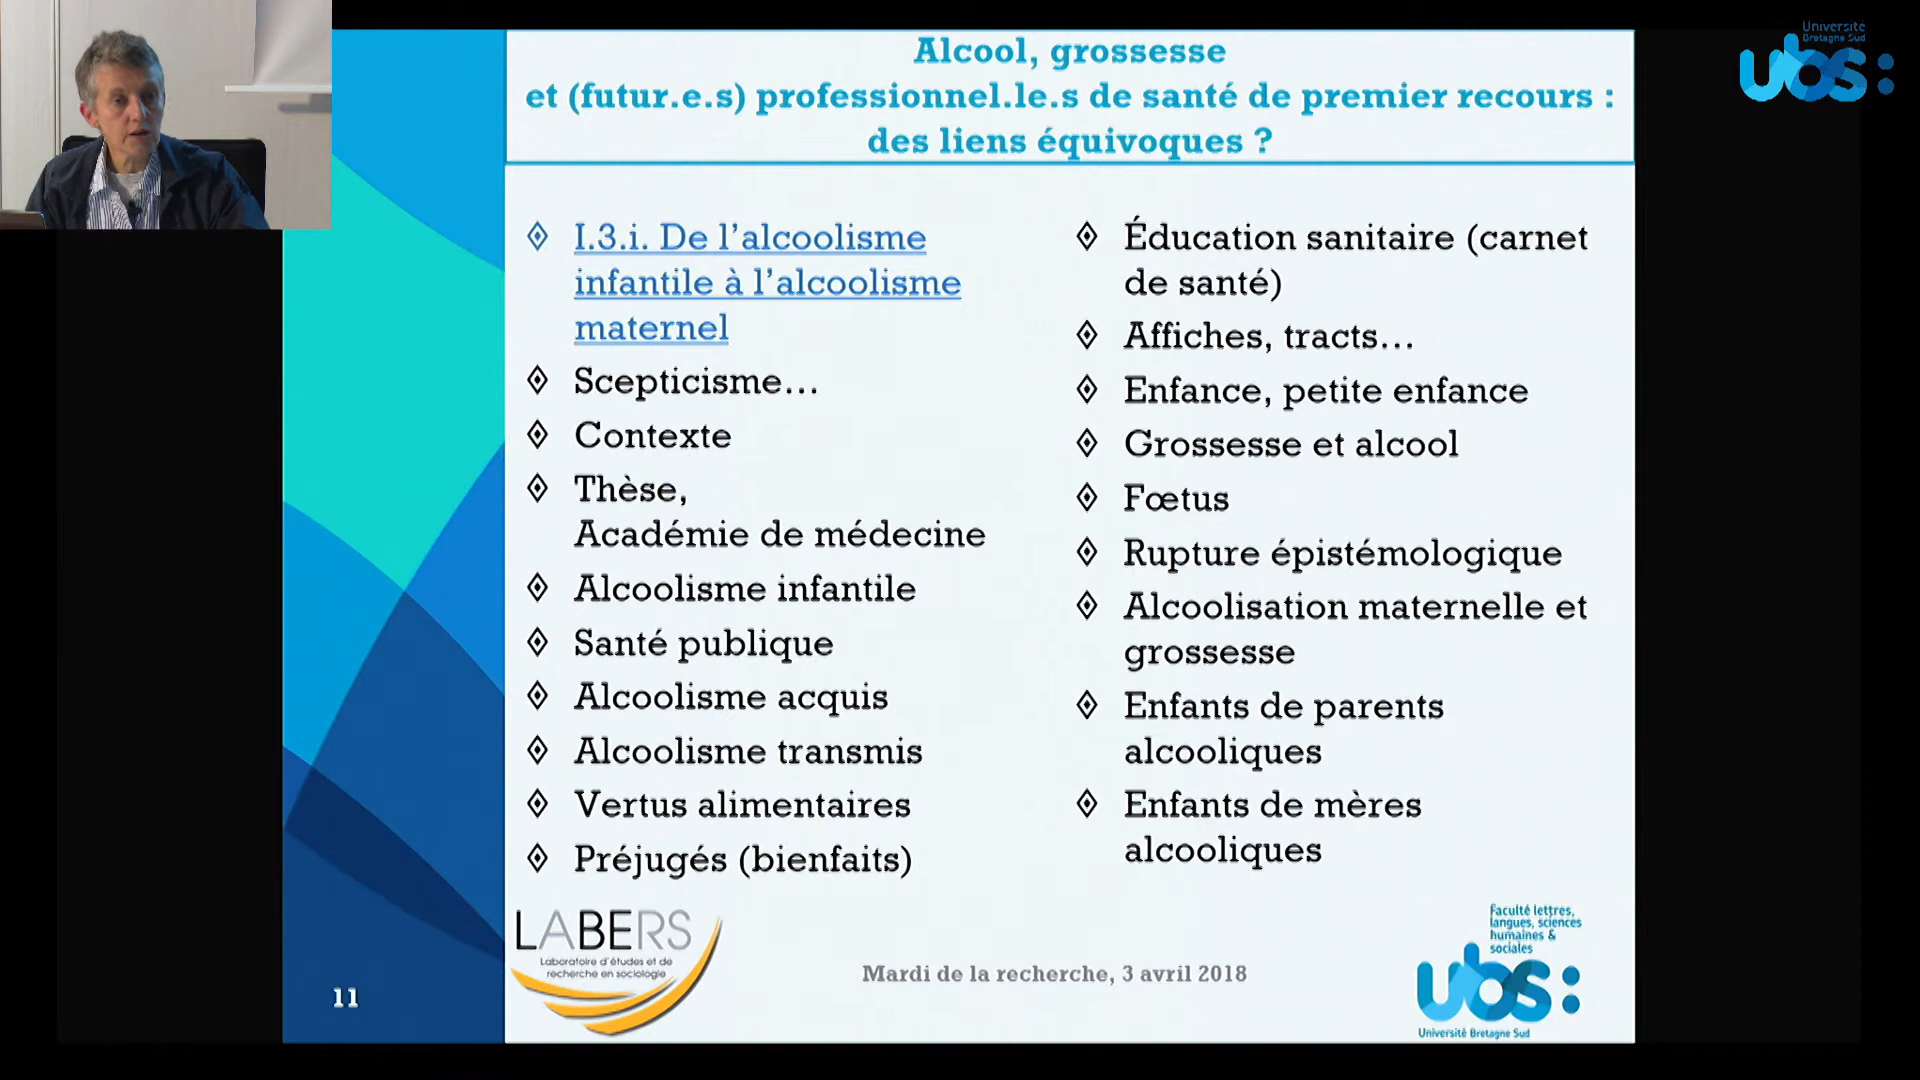 Alcool, grossesse
et (futur.e.s) professionnel.le.s de santé de premier recours :
des liens équivoques ?
Université
Bretagne Sud
ubs:
I.3.i. De l’alcoolisme
infantile à l’alcoolisme
maternel
Scepticisme…
Contexte
Thèse,
Académie de médecine
Alcoolisme infantile
Santé publique
Alcoolisme acquis
Alcoolisme transmis
Vertus alimentaires
Préjugés (bienfaits)
Éducation sanitaire (carnet
de santé)
Affiches, tracts…
Enfance, petite enfance
Grossesse et alcool
Fœtus
Rupture épistémologique
Alcoolisation maternelle et
grossesse
Enfants de parents
alcooliques
Enfants de mères
alcooliques
LABERS
Laboratoire d'études et de
recherche en sociologie
Mardi de la recherche, 3 avril 2018
Faculté lettres,
langues, sciences
humaines &
sociales
ubs:
Université Bretagne Sud
11